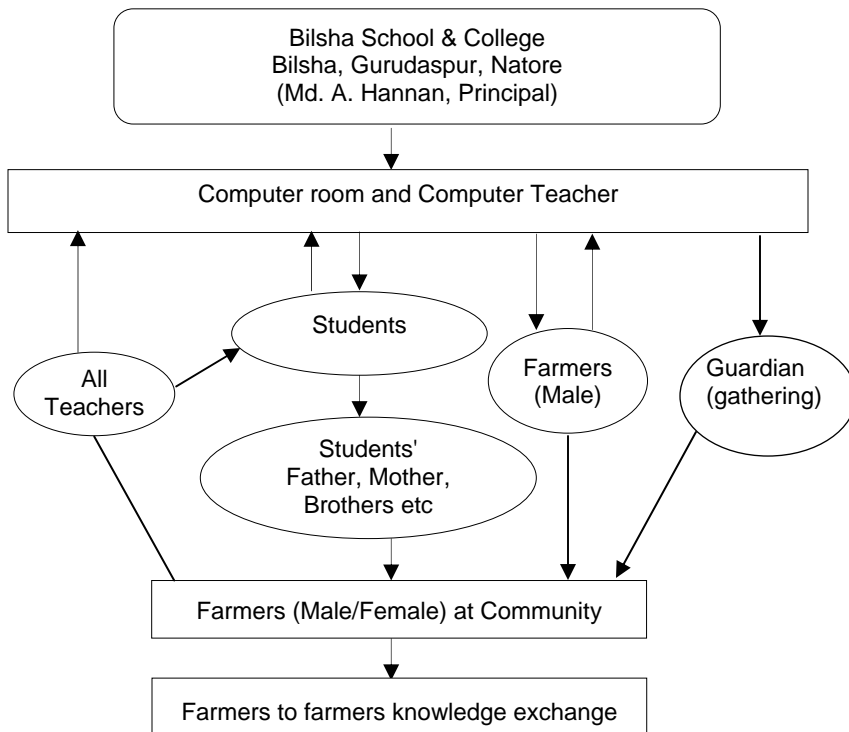 Bilsha School & College
Bilsha, Gurudaspur, Natore
(Md. A. Hannan, Principal)
Computer room and Computer Teacher
Students
All
Teachers
Farmers
(Male)
Guardian
(gathering)
Students'
Father, Mother,
Brothers etc
Farmers (Male/Female) at Community
Farmers to farmers knowledge exchange